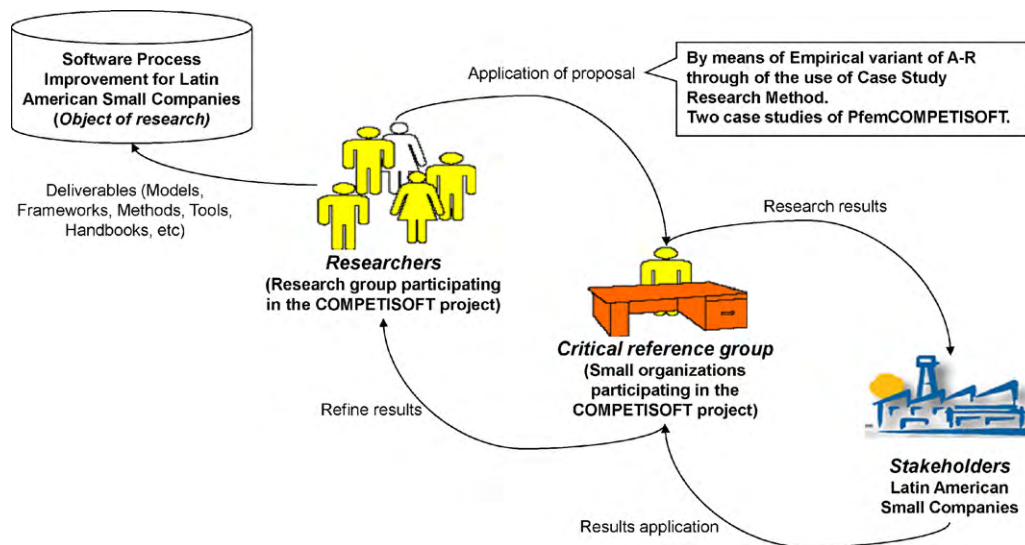 Software Process
Improvement for Latin
American Small Companies
(Object of research)
Application of proposal
By means of Empirical variant of A-R
through of the use of Case Study
Research Method.
Two case studies of PfemCOMPETISOFT.
Deliverables (Models,
Frameworks, Methods, Tools,
Handbooks, etc)
Researchers
(Research group participating
in the COMPETISOFT project)
Research results
Critical reference group
(Small organizations
participating in the
COMPETISOFT project)
Refine results
Stakeholders
Latin American
Small Companies
Results application